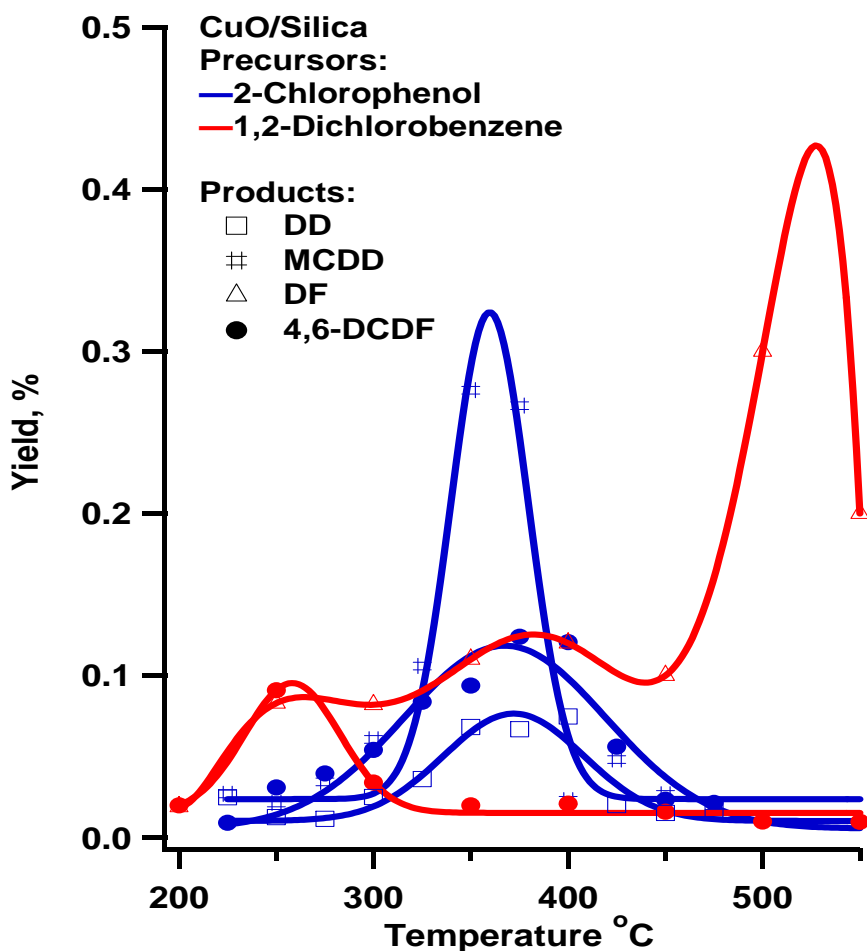 CuO/Silica
Precursors:
2-Chlorophenol
1,2-Dichlorobenzene
Products:
DD
MCDD
DF
4,6-DCDF
Yield, %
0.5
0.4
0.3
0.2
0.1
0.0
200
300
400
500
Temperature °C